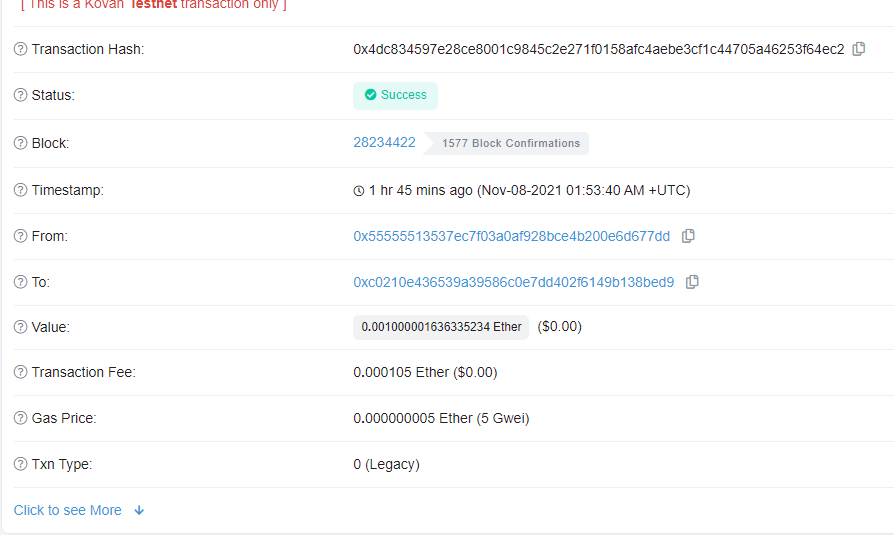 [ This is a Kovan Testnet transaction only ]
Transaction Hash: 0x4dc834597e28ce8001c9845c2e271f0158afc4aebe3cf1c44705a46253f64ec2
Status: Success
Block: 28234422 1577 Block Confirmations
Timestamp: 1 hr 45 mins ago (Nov-08-2021 01:53:40 AM +UTC)
From: 0x55555513537ec7f03a0af928bce4b200e6d677dd
To: 0xc0210e436539a39586c0e7dd402f6149b138bed9
Value: 0.001000001636335234 Ether ($0.00)
Transaction Fee: 0.000105 Ether ($0.00)
Gas Price: 0.000000005 Ether (5 Gwei)
Txn Type: 0 (Legacy)
Click to see More